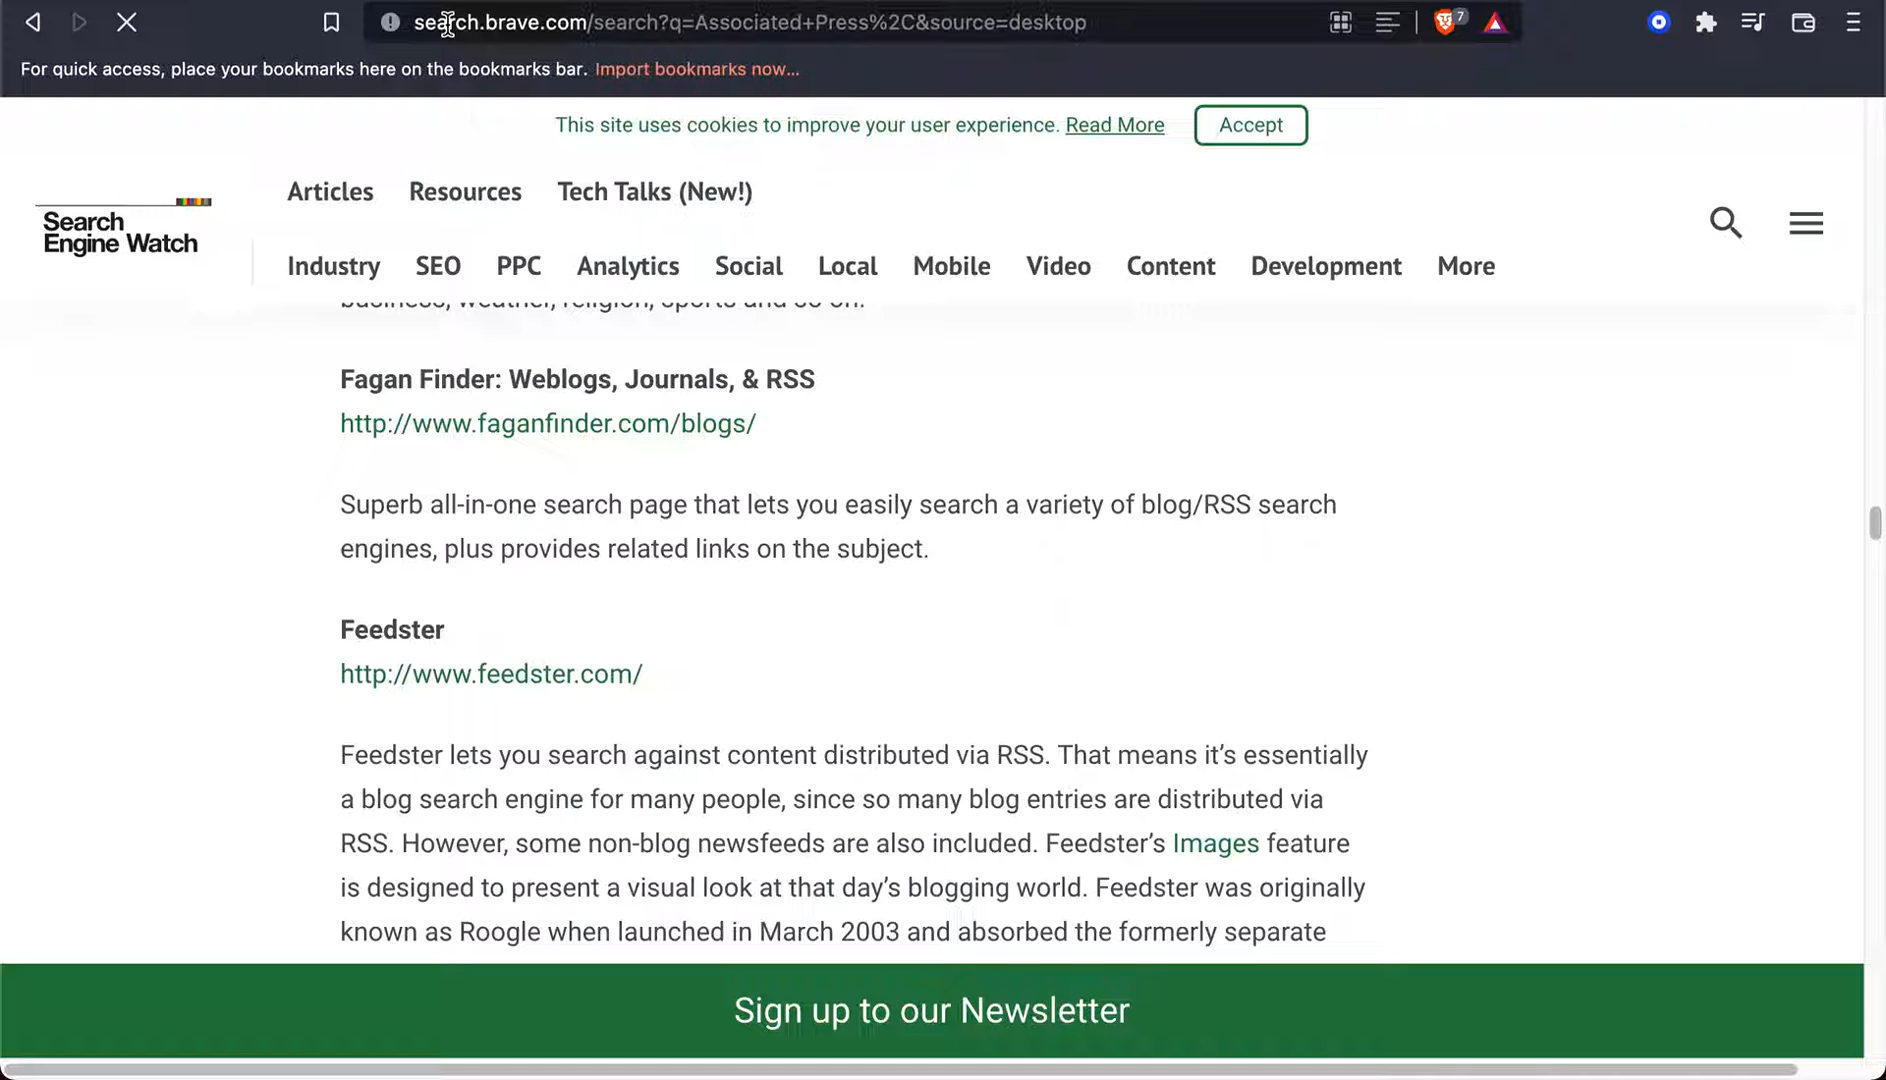 search.brave.com/search?q=Associated+Press%2C&source=desktop
7
For quick access, place your bookmarks here on the bookmarks bar. Import bookmarks now...
This site uses cookies to improve your user experience. Read More
Accept
Articles Resources Tech Talks (New!)
Search
Engine Watch
Industry SEO PPC Analytics Social Local Mobile Video Content Development More
business, weather, religion, sports and so on.
Fagan Finder: Weblogs, Journals, & RSS
http://www.faganfinder.com/blogs/
Superb all-in-one search page that lets you easily search a variety of blog/RSS search
engines, plus provides related links on the subject.
Feedster
http://www.feedster.com/
Feedster lets you search against content distributed via RSS. That means it’s essentially
a blog search engine for many people, since so many blog entries are distributed via
RSS. However, some non-blog newsfeeds are also included. Feedster’s Images feature
is designed to present a visual look at that day’s blogging world. Feedster was originally
known as Roogle when launched in March 2003 and absorbed the formerly separate
Sign up to our Newsletter